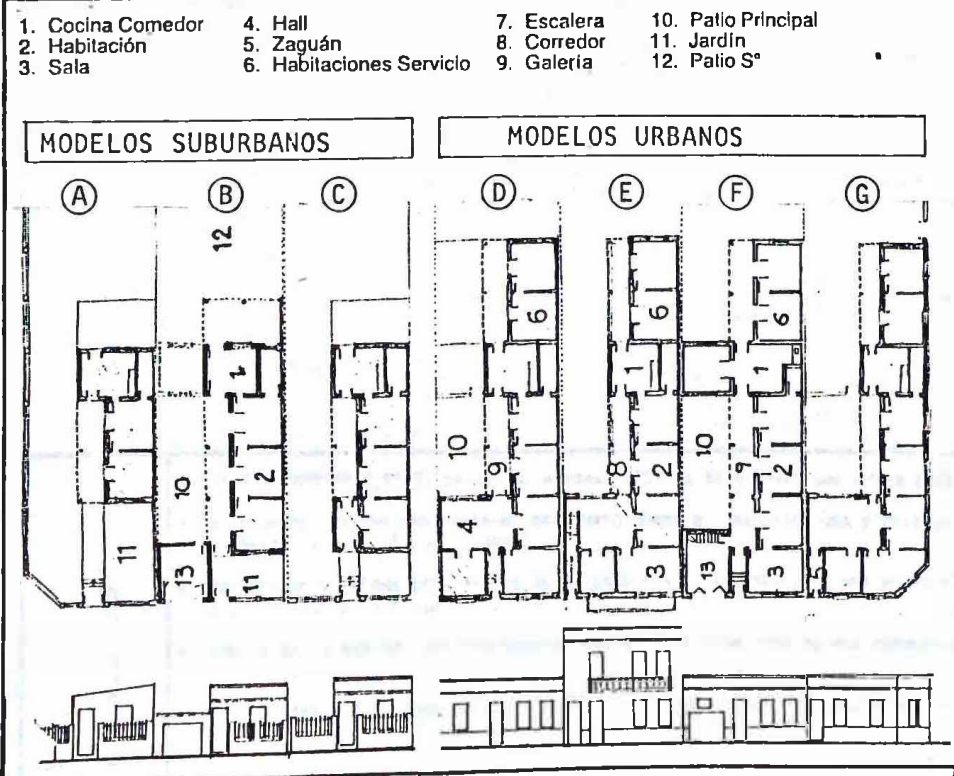 1. Cocina Comedor
2. Habitación
3. Sala
4. Hall
5. Zaguán
6. Habitaciones Servicio
7. Escalera
8. Corredor
9. Galería
10. Patio Principal
11. Jardín
12. Patio S°
MODELOS SUBURBANOS
MODELOS URBANOS
A B C D E F G
12
6 6 6
1 1 1
10 10 10
9 8 9
2 2 2
4
11 13 11
3 13 3 5